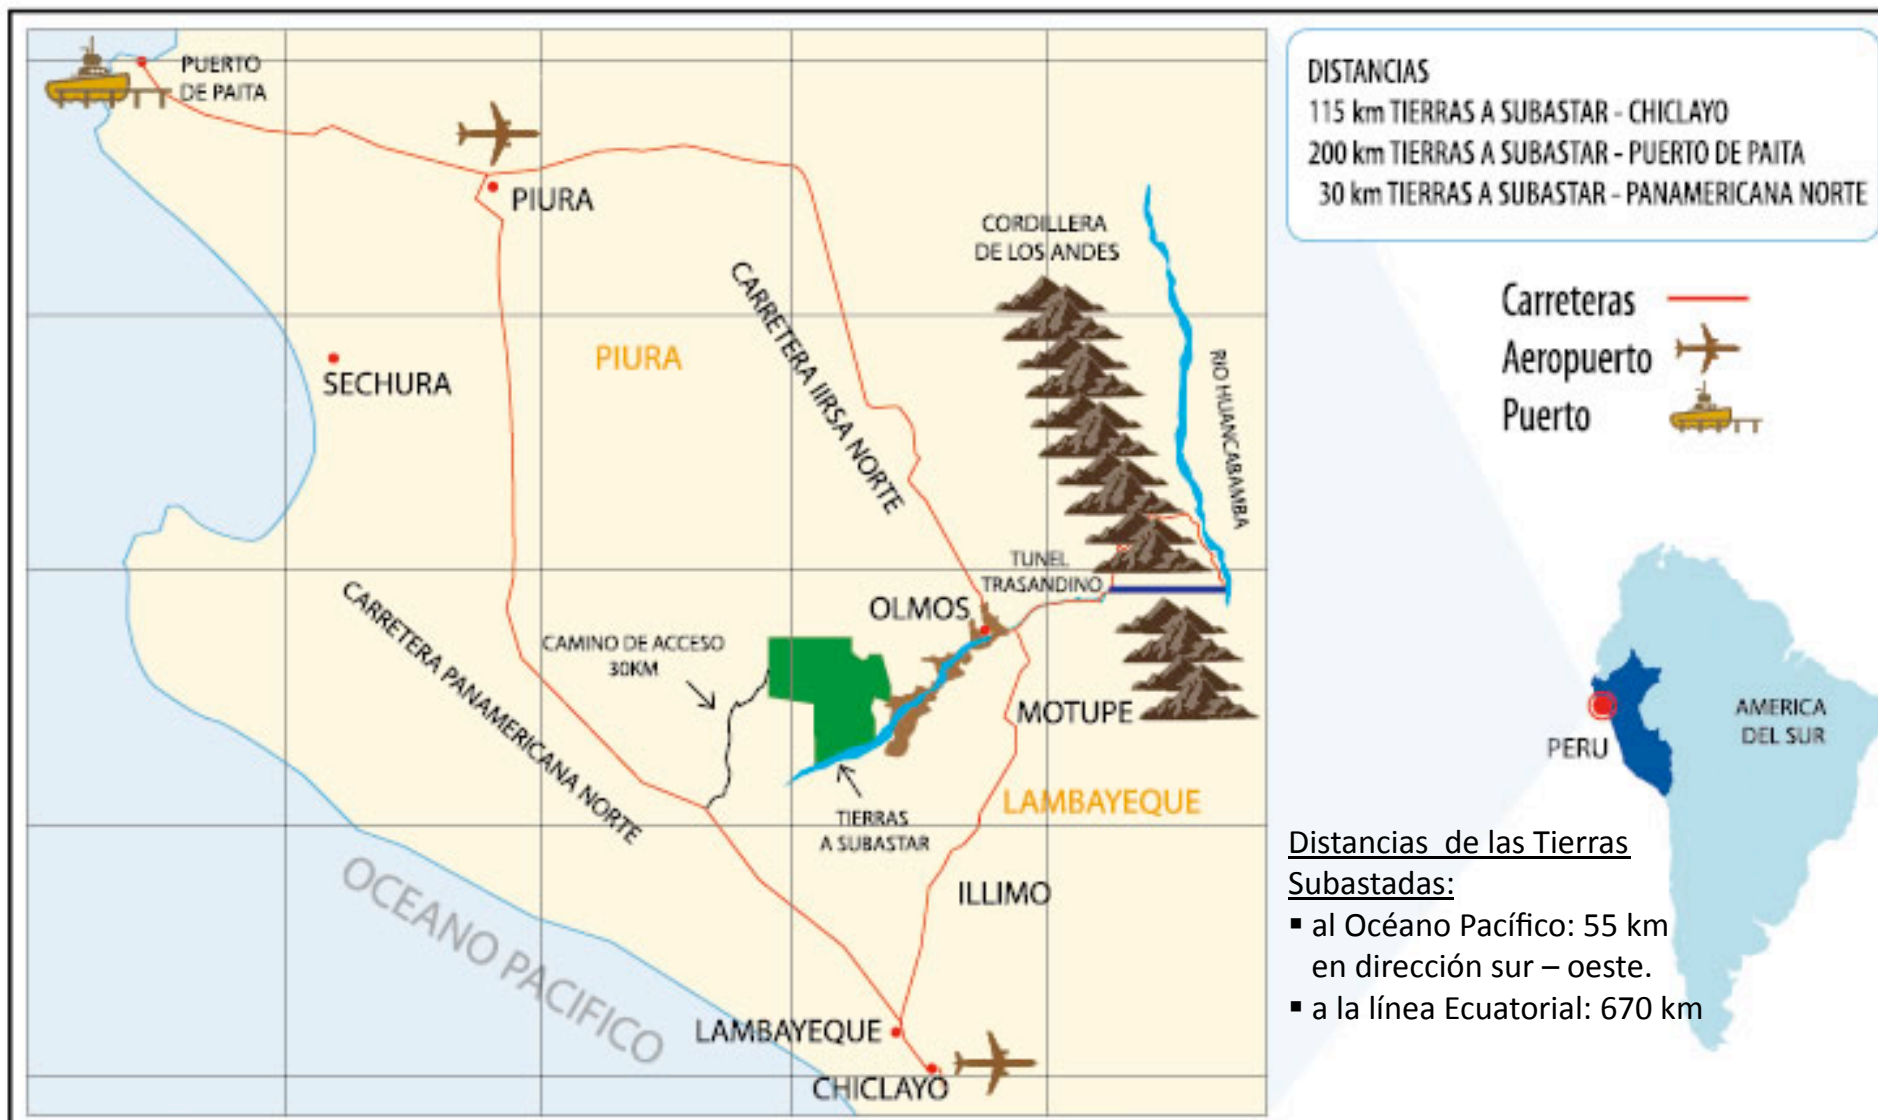 PUERTO
DE PAITA
PIURA
CORDILLERA
DE LOS ANDES
CARRETERA IIRSA NORTE
PIURA
SECHURA
RIO HUANCABAMBA
TUNEL
TRASANDINO
OLMOS
CAMINO DE ACCESO
30KM
CARRETERA PANAMERICANA NORTE
MOTUPE
LAMBAYEQUE
TIERRAS
A SUBASTAR
ILLIMO
OCEANO PACIFICO
LAMBAYEQUE
CHICLAYO
DISTANCIAS
115 km TIERRAS A SUBASTAR - CHICLAYO
200 km TIERRAS A SUBASTAR - PUERTO DE PAITA
30 km TIERRAS A SUBASTAR - PANAMERICANA NORTE
Carreteras
Aeropuerto
Puerto
AMERICA
DEL SUR
PERU
Distancias de las Tierras
Subastadas:
▪ al Océano Pacífico: 55 km
en dirección sur – oeste.
▪ a la línea Ecuatorial: 670 km